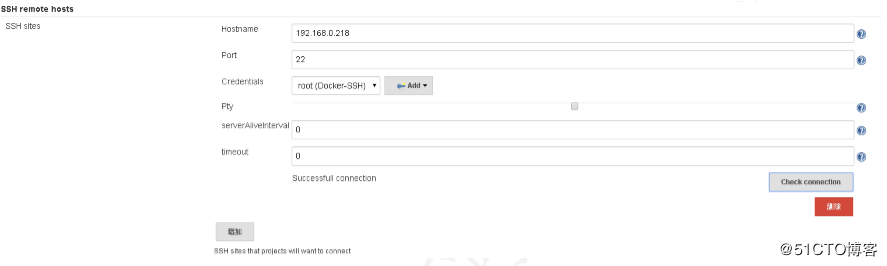 SSH remote hosts
SSH sites
Hostname
192.168.0.218
Port
22
Credentials
root (Docker-SSH)
Add
Pty
serverAliveInterval
0
timeout
0
Successfull connection
Check connection
删除
增加
SSH sites that projects will want to connect
@51CTO博客